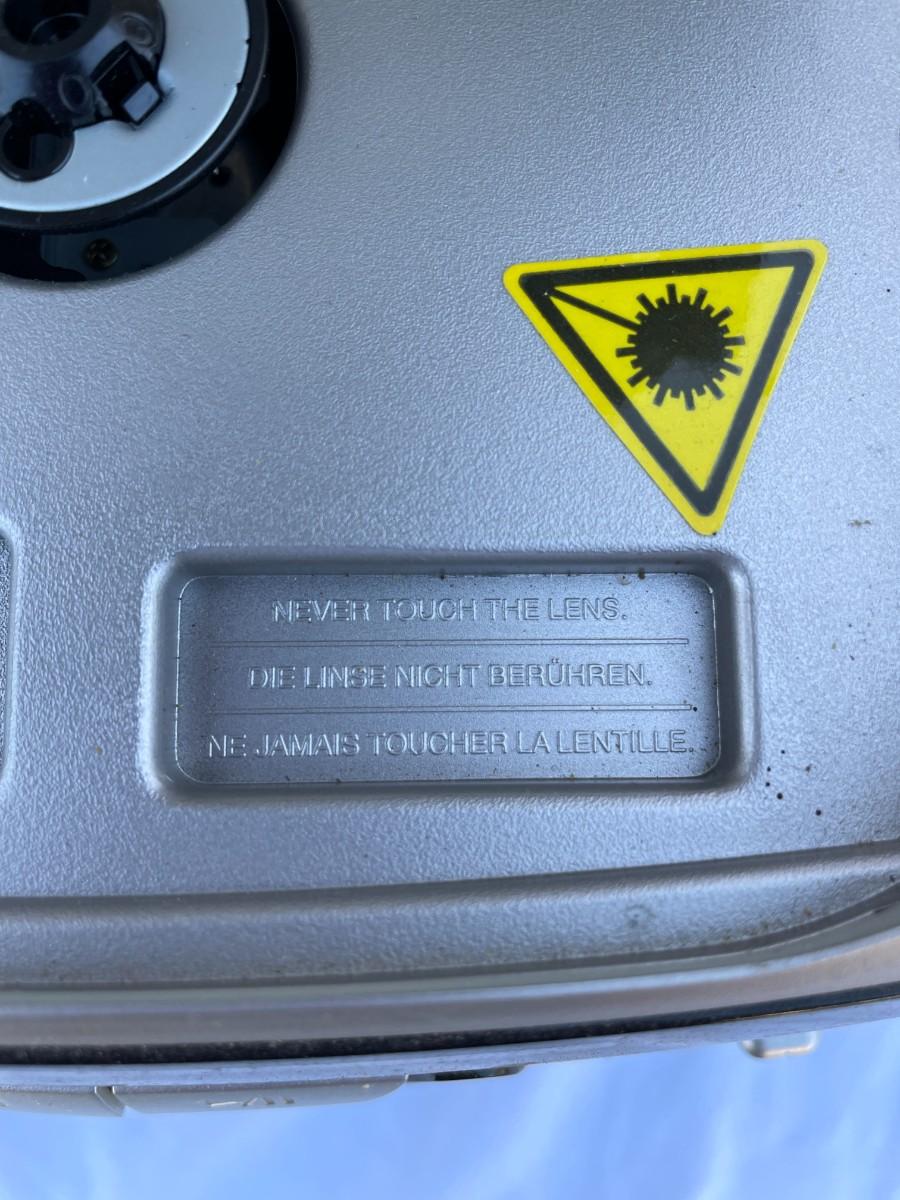 NEVER TOUCH THE LENS.
DIE LINSE NICHT BERÜHREN.
NE JAMAIS TOUCHER LA LENTILLE.